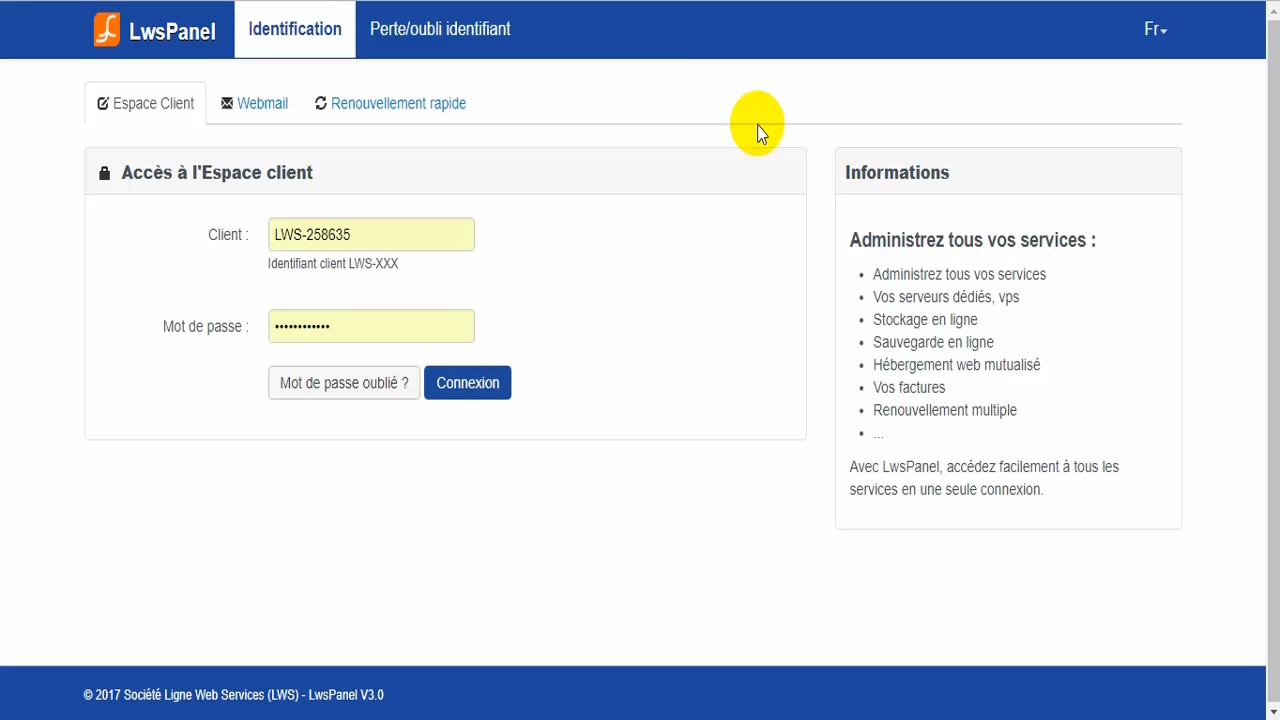 LwsPanel Identification Perte/oubli identifiant Fr
Espace Client Webmail Renouvellement rapide
Accès à l'Espace client
Client : LWS-258635
Identifiant client LWS-XXX
Mot de passe : ••••••••••••
Mot de passe oublié ? Connexion
Informations
Administrez tous vos services :
• Administrez tous vos services
• Vos serveurs dédiés, vps
• Stockage en ligne
• Sauvegarde en ligne
• Hébergement web mutualisé
• Vos factures
• Renouvellement multiple
• ...
Avec LwsPanel, accédez facilement à tous les
services en une seule connexion.
© 2017 Société Ligne Web Services (LWS) - LwsPanel V3.0